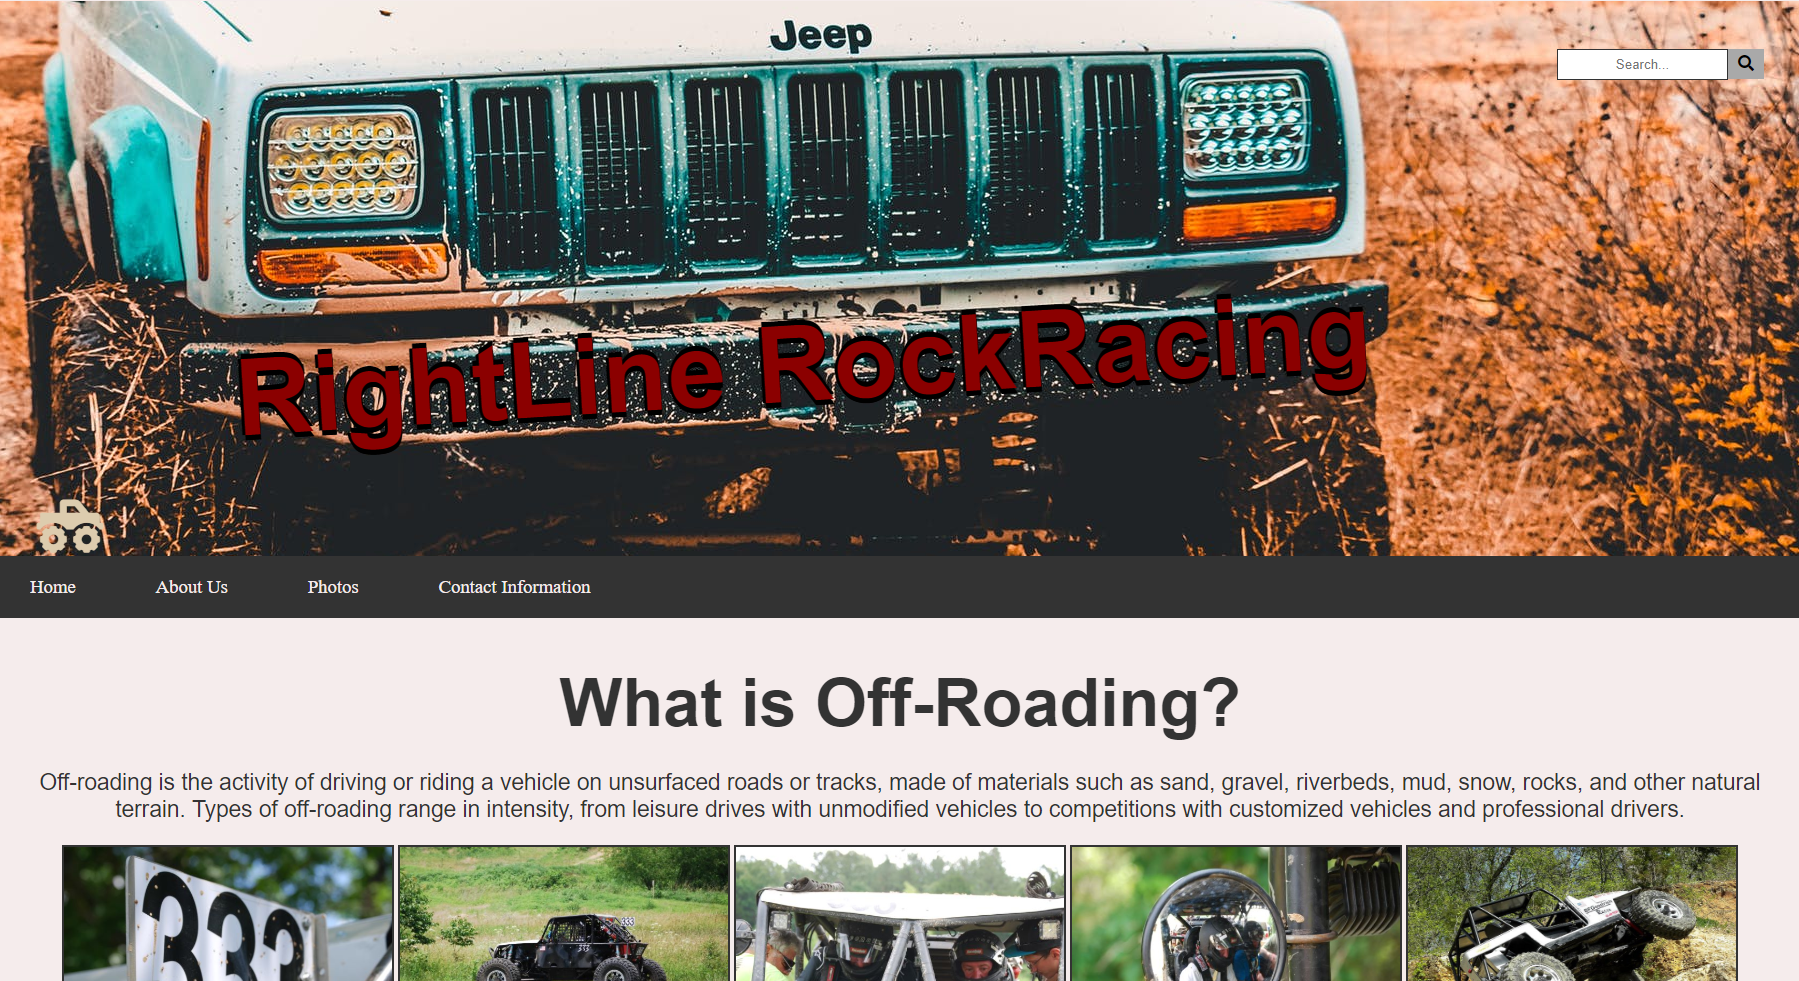 Jeep
Search...
RightLine RockRacing
Home
About Us
Photos
Contact Information
What is Off-Roading?
Off-roading is the activity of driving or riding a vehicle on unsurfaced roads or tracks, made of materials such as sand, gravel, riverbeds, mud, snow, rocks, and other natural
terrain. Types of off-roading range in intensity, from leisure drives with unmodified vehicles to competitions with customized vehicles and professional drivers.
333
333
333